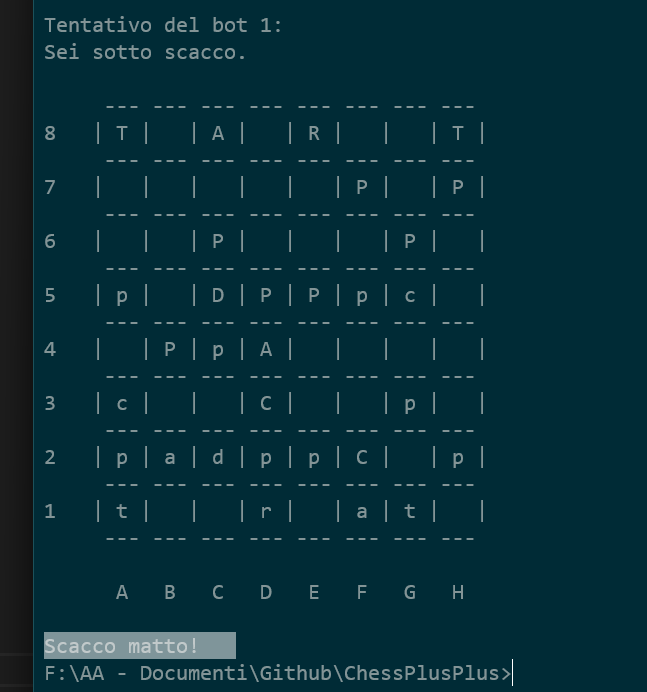 Tentativo del bot 1:
Sei sotto scacco.
--- --- --- --- --- --- --- ---
8 | T | | A | | R | | | T |
--- --- --- --- --- --- --- ---
7 | | | | | | P | | P |
--- --- --- --- --- --- --- ---
6 | | | P | | | | P | |
--- --- --- --- --- --- --- ---
5 | p | | D | P | P | p | c | |
--- --- --- --- --- --- --- ---
4 | | P | p | A | | | | |
--- --- --- --- --- --- --- ---
3 | c | | | C | | | p | |
--- --- --- --- --- --- --- ---
2 | p | a | d | p | p | C | | p |
--- --- --- --- --- --- --- ---
1 | t | | | r | | a | t | |
--- --- --- --- --- --- --- ---
A B C D E F G H
Scacco matto!
F:\AA - Documenti\Github\ChessPlusPlus>